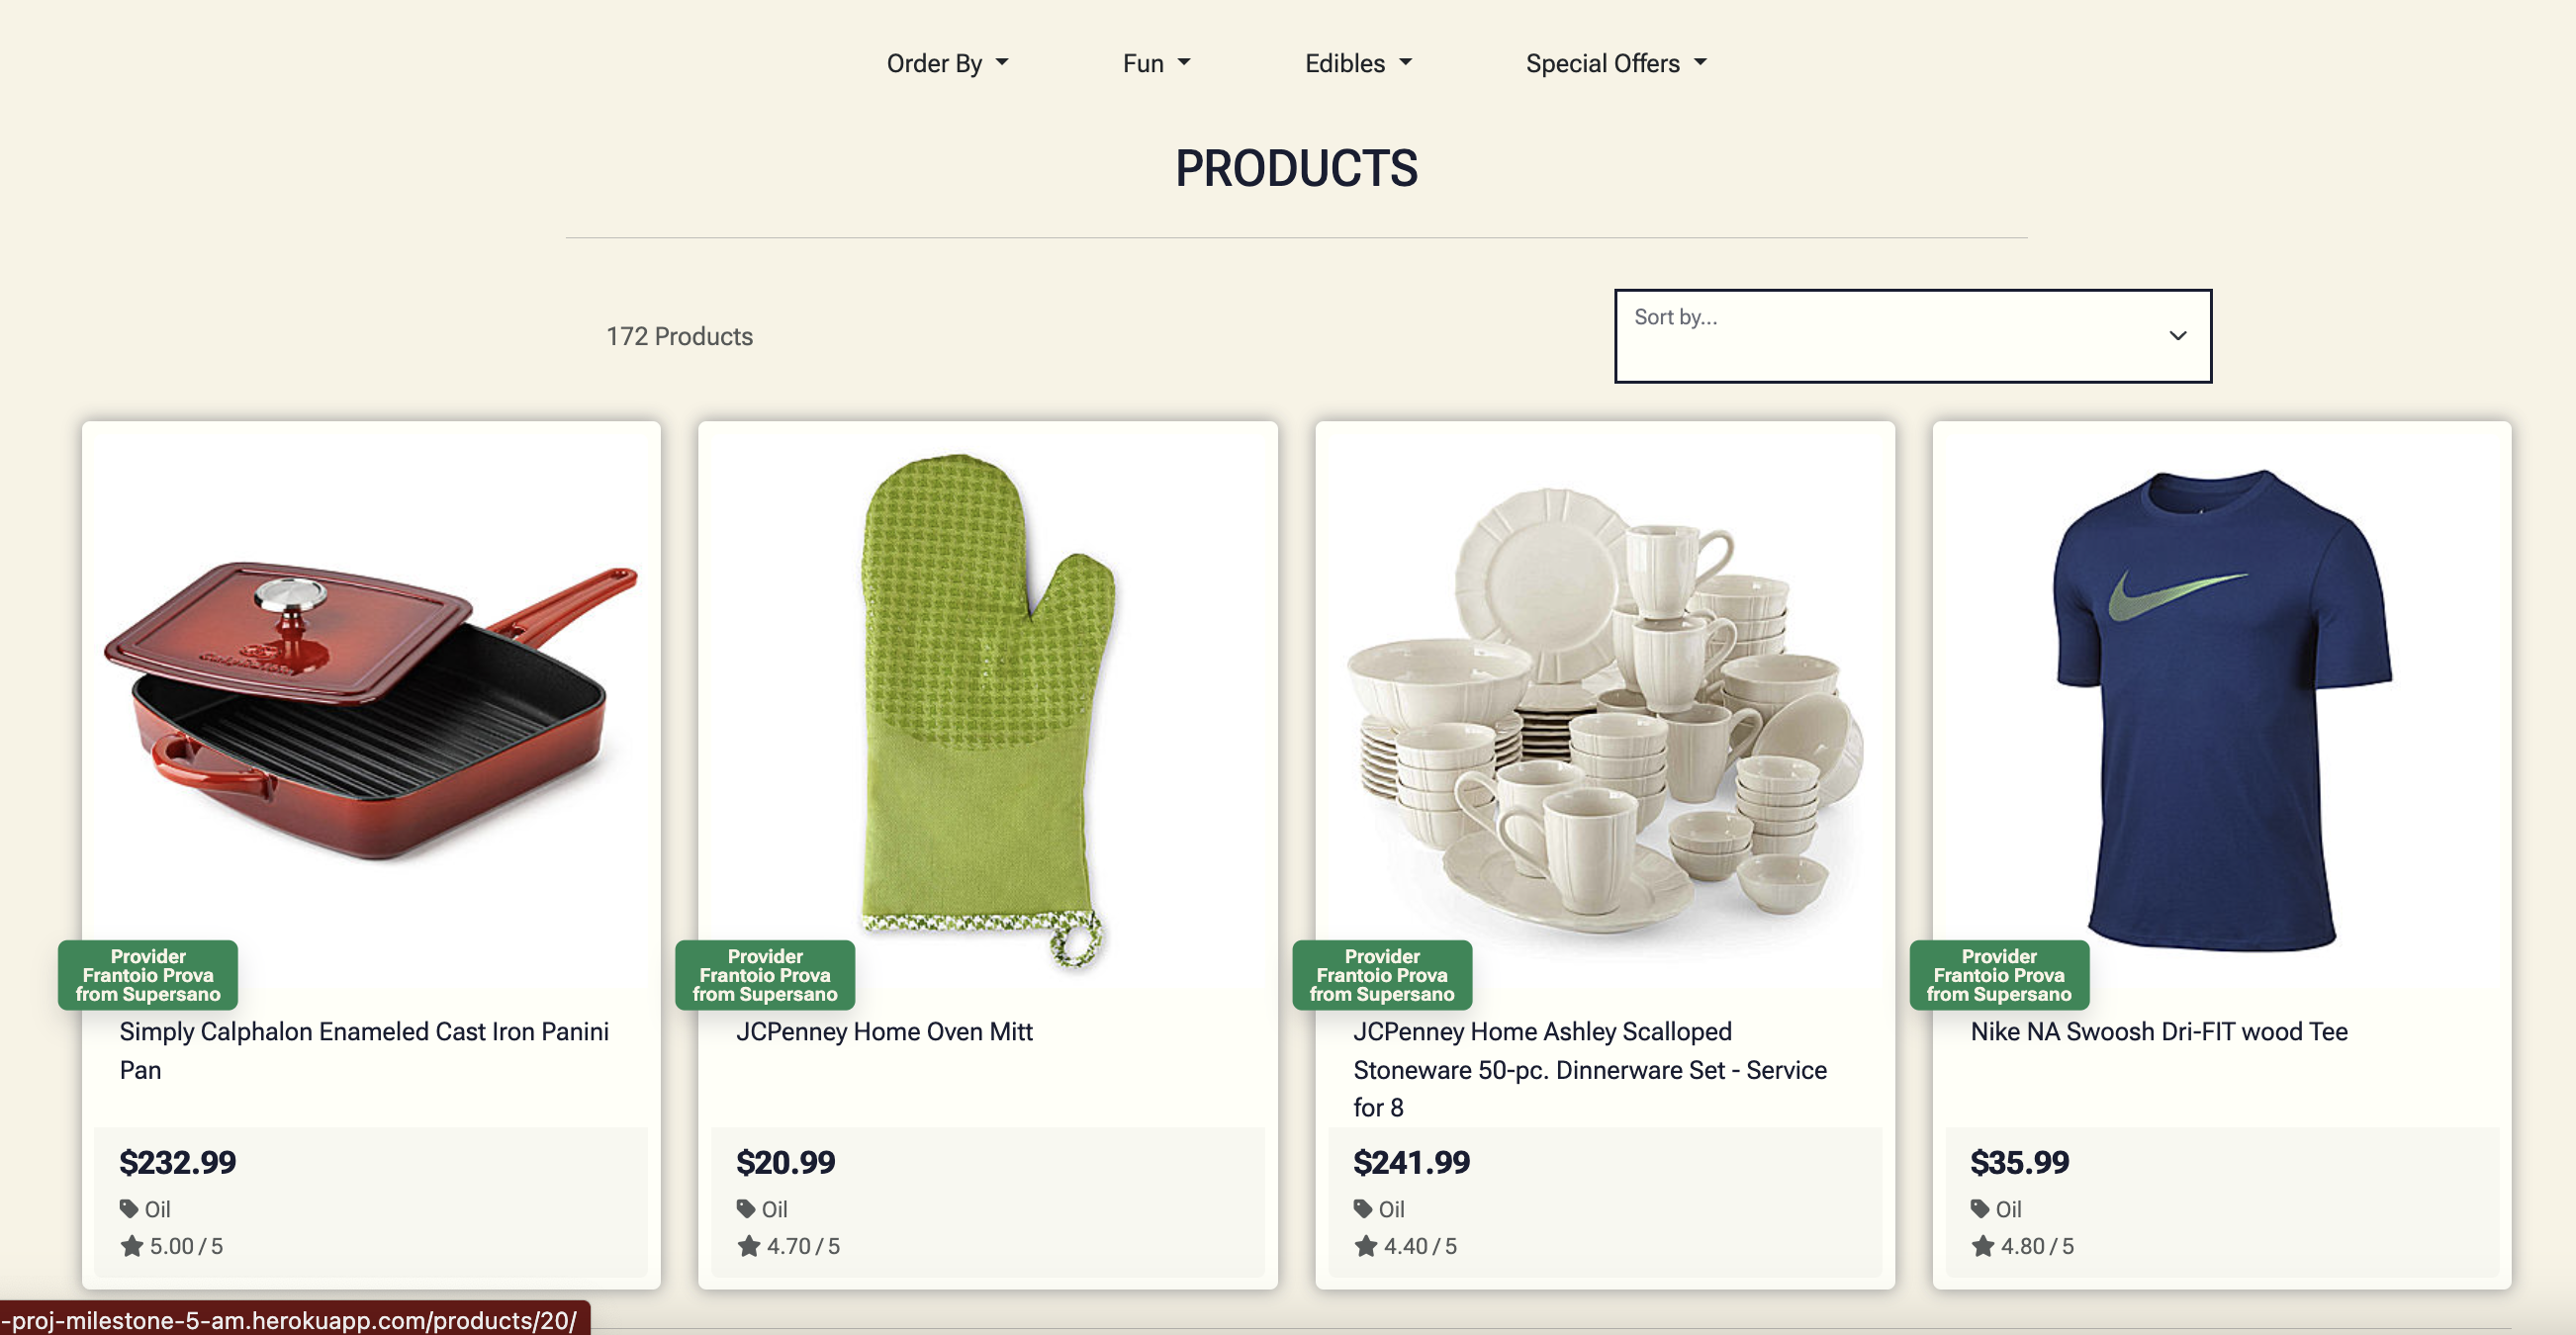 Order By
Fun
Edibles
Special Offers
PRODUCTS
172 Products
Sort by...
Provider
Frantoio Prova
from Supersano
Simply Calphalon Enameled Cast Iron Panini
Pan
$232.99
Oil
5.00 / 5
Provider
Frantoio Prova
from Supersano
JCPenney Home Oven Mitt
$20.99
Oil
4.70 / 5
Provider
Frantoio Prova
from Supersano
JCPenney Home Ashley Scalloped
Stoneware 50-pc. Dinnerware Set - Service
for 8
$241.99
Oil
4.40 / 5
Provider
Frantoio Prova
from Supersano
Nike NA Swoosh Dri-FIT wood Tee
$35.99
Oil
4.80 / 5
-proj-milestone-5-am.herokuapp.com/products/20/